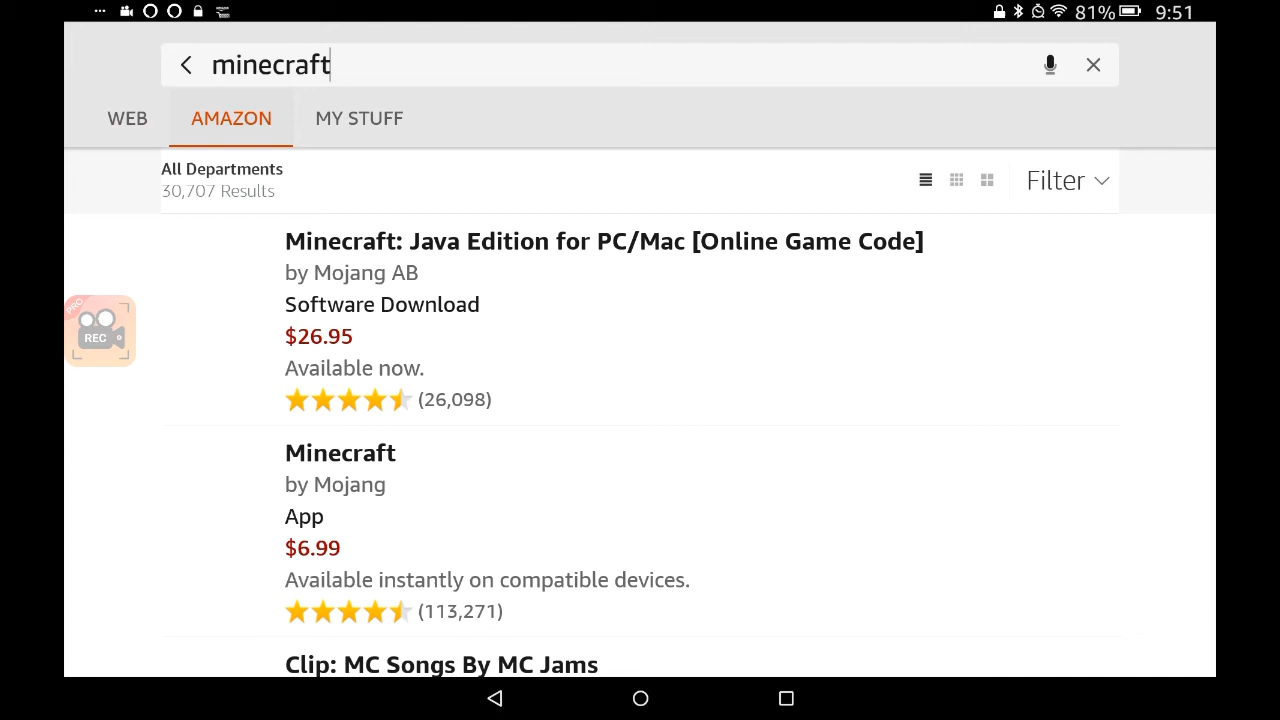 81% 9:51
minecraft
WEB AMAZON MY STUFF
All Departments
30,707 Results
Filter
Minecraft: Java Edition for PC/Mac [Online Game Code]
by Mojang AB
Software Download
$26.95
Available now.
(26,098)
PRO
REC
Minecraft
by Mojang
App
$6.99
Available instantly on compatible devices.
(113,271)
Clip: MC Songs By MC Jams